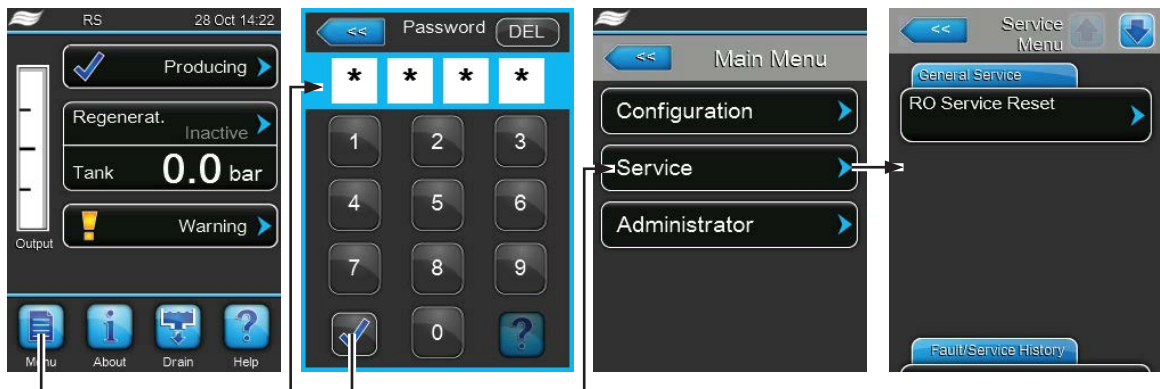 RS 28 Oct 14:22
Producing
Regenerat.
Inactive
Tank 0.0 bar
Warning
Output
Menu About Drain Help
<< Password DEL
* * * *
1 2 3
4 5 6
7 8 9
0 ?
<< Main Menu
Configuration
Service
Administrator
<< Service
Menu
General Service
RO Service Reset
Fault/Service History